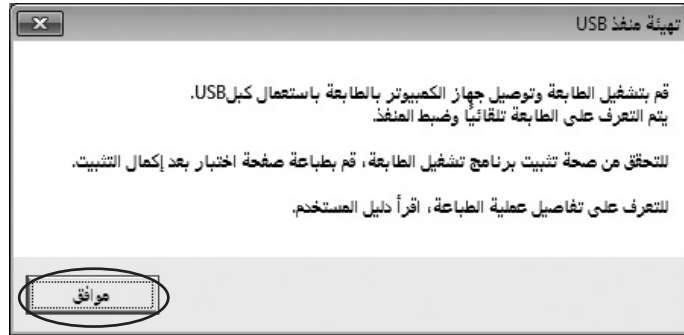 تهيئة منفذ USB
قم بتشغيل الطابعة وتوصيل جهاز الكمبيوتر بالطابعة باستعمال كبلUSB.
يتم التعرف على الطابعة تلقائيًا وضبط المنفذ.
للتحقق من صحة تثبيت برنامج تشغيل الطابعة، قم بطباعة صفحة اختبار بعد إكمال التثبيت.
للتعرف على تفاصيل عملية الطباعة، اقرأ دليل المستخدم.
موافق